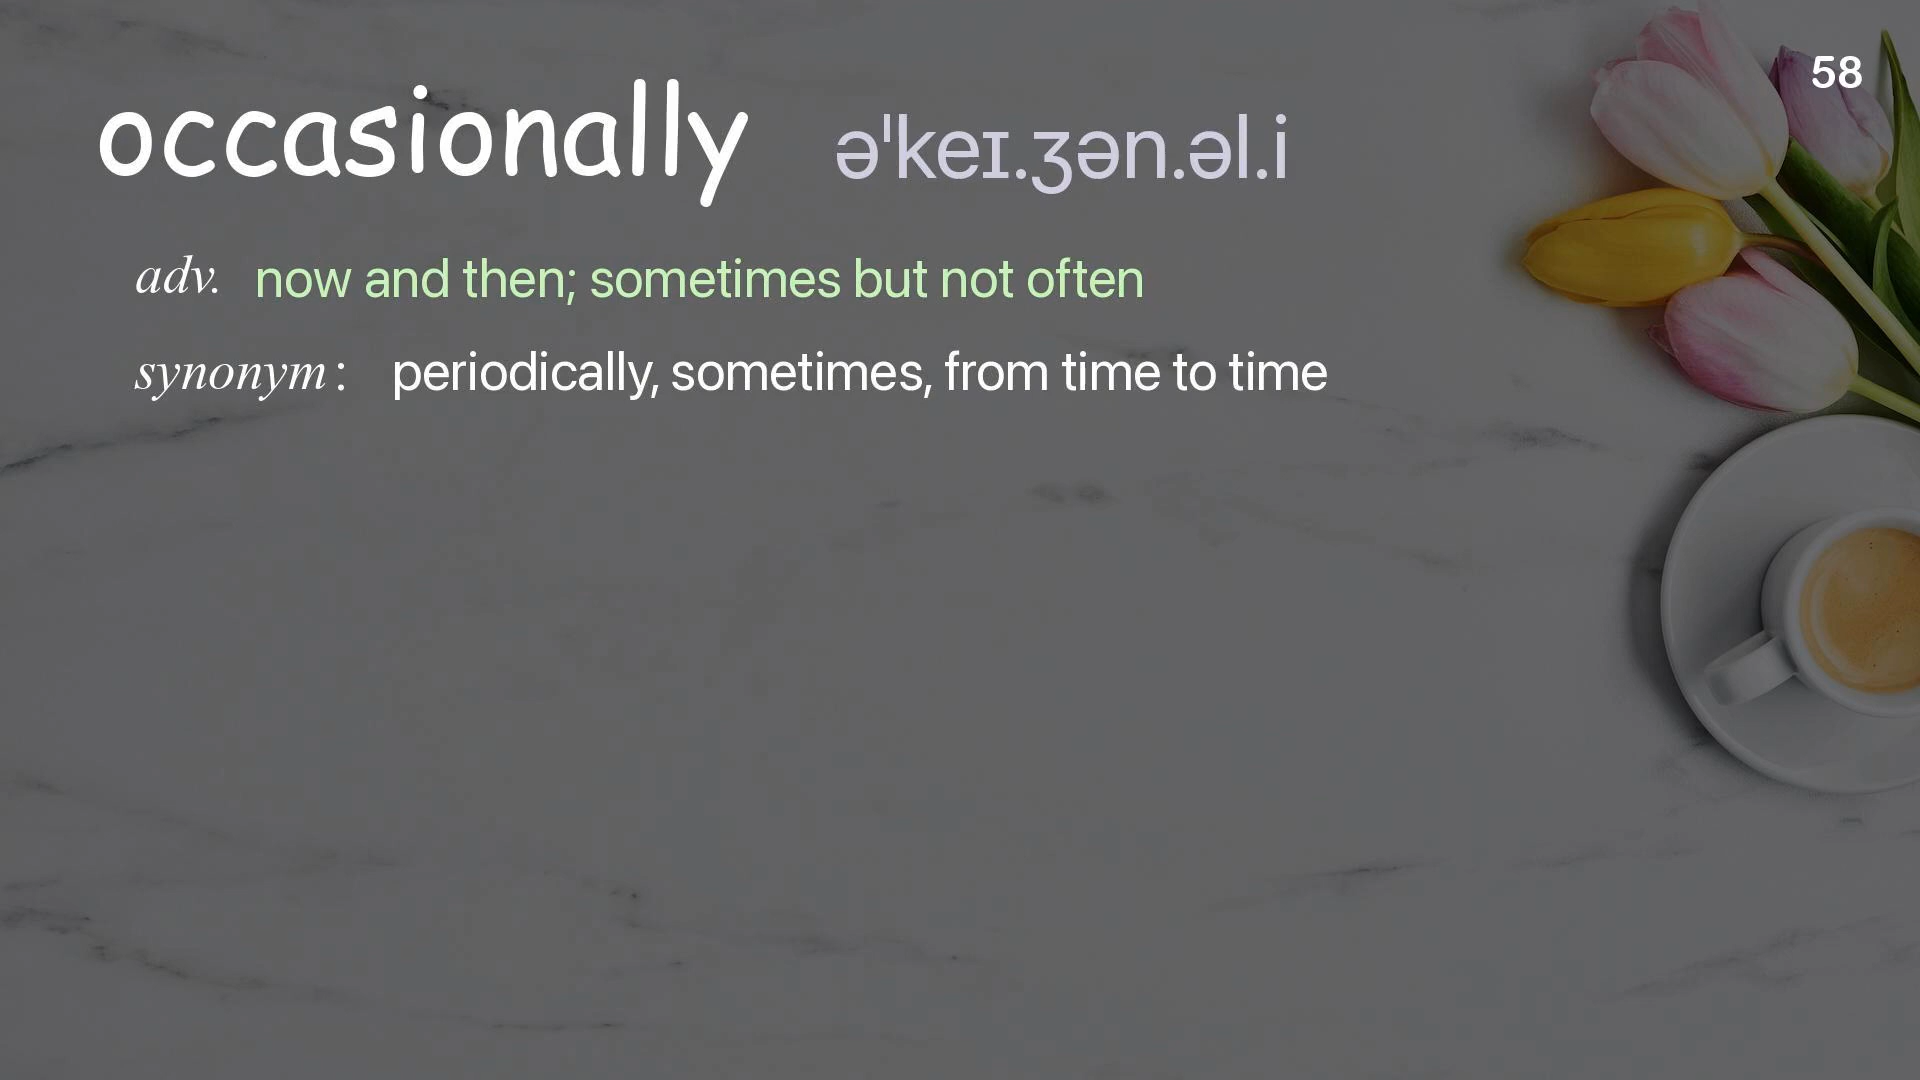 58
occasionally əˈkeɪ.ʒən.əl.i
adv. now and then; sometimes but not often
synonym : periodically, sometimes, from time to time